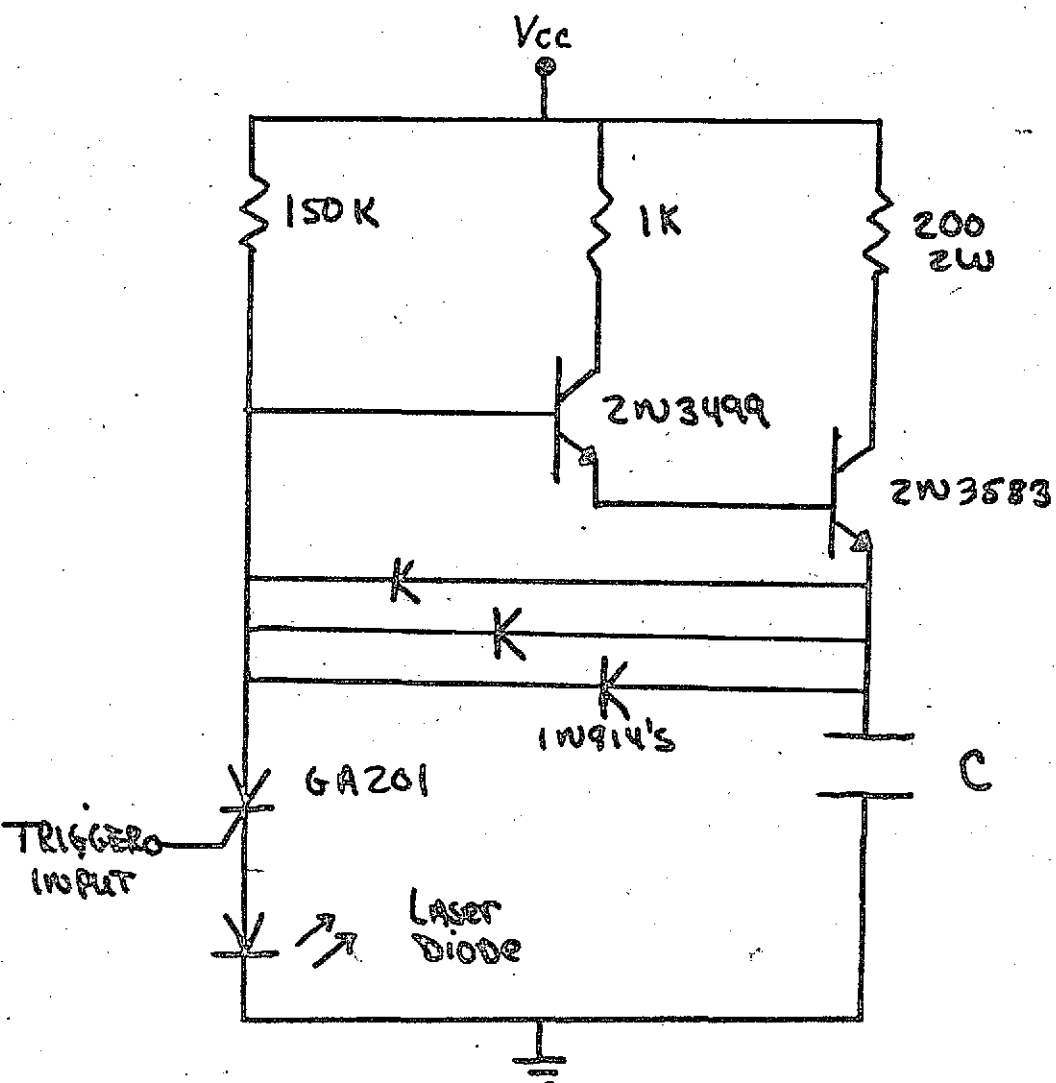 Vcc
150K
1K
200
2W
2N3499
2N3583
1N914's
GA201
C
TRIGGER
INPUT
LASER
DIODE